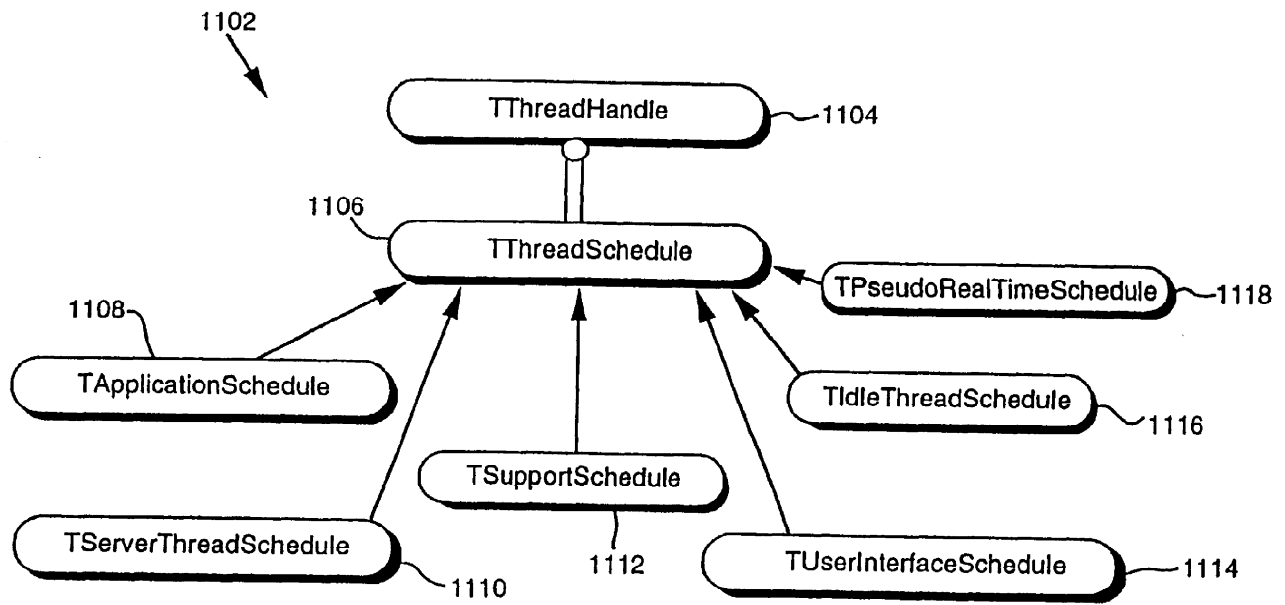 1102
TThreadHandle
1104
1106
TThreadSchedule
TPseudoRealTimeSchedule
1118
1108
TApplicationSchedule
TIdleThreadSchedule
1116
TSupportSchedule
1112
TServerThreadSchedule
1110
TUserInterfaceSchedule
1114